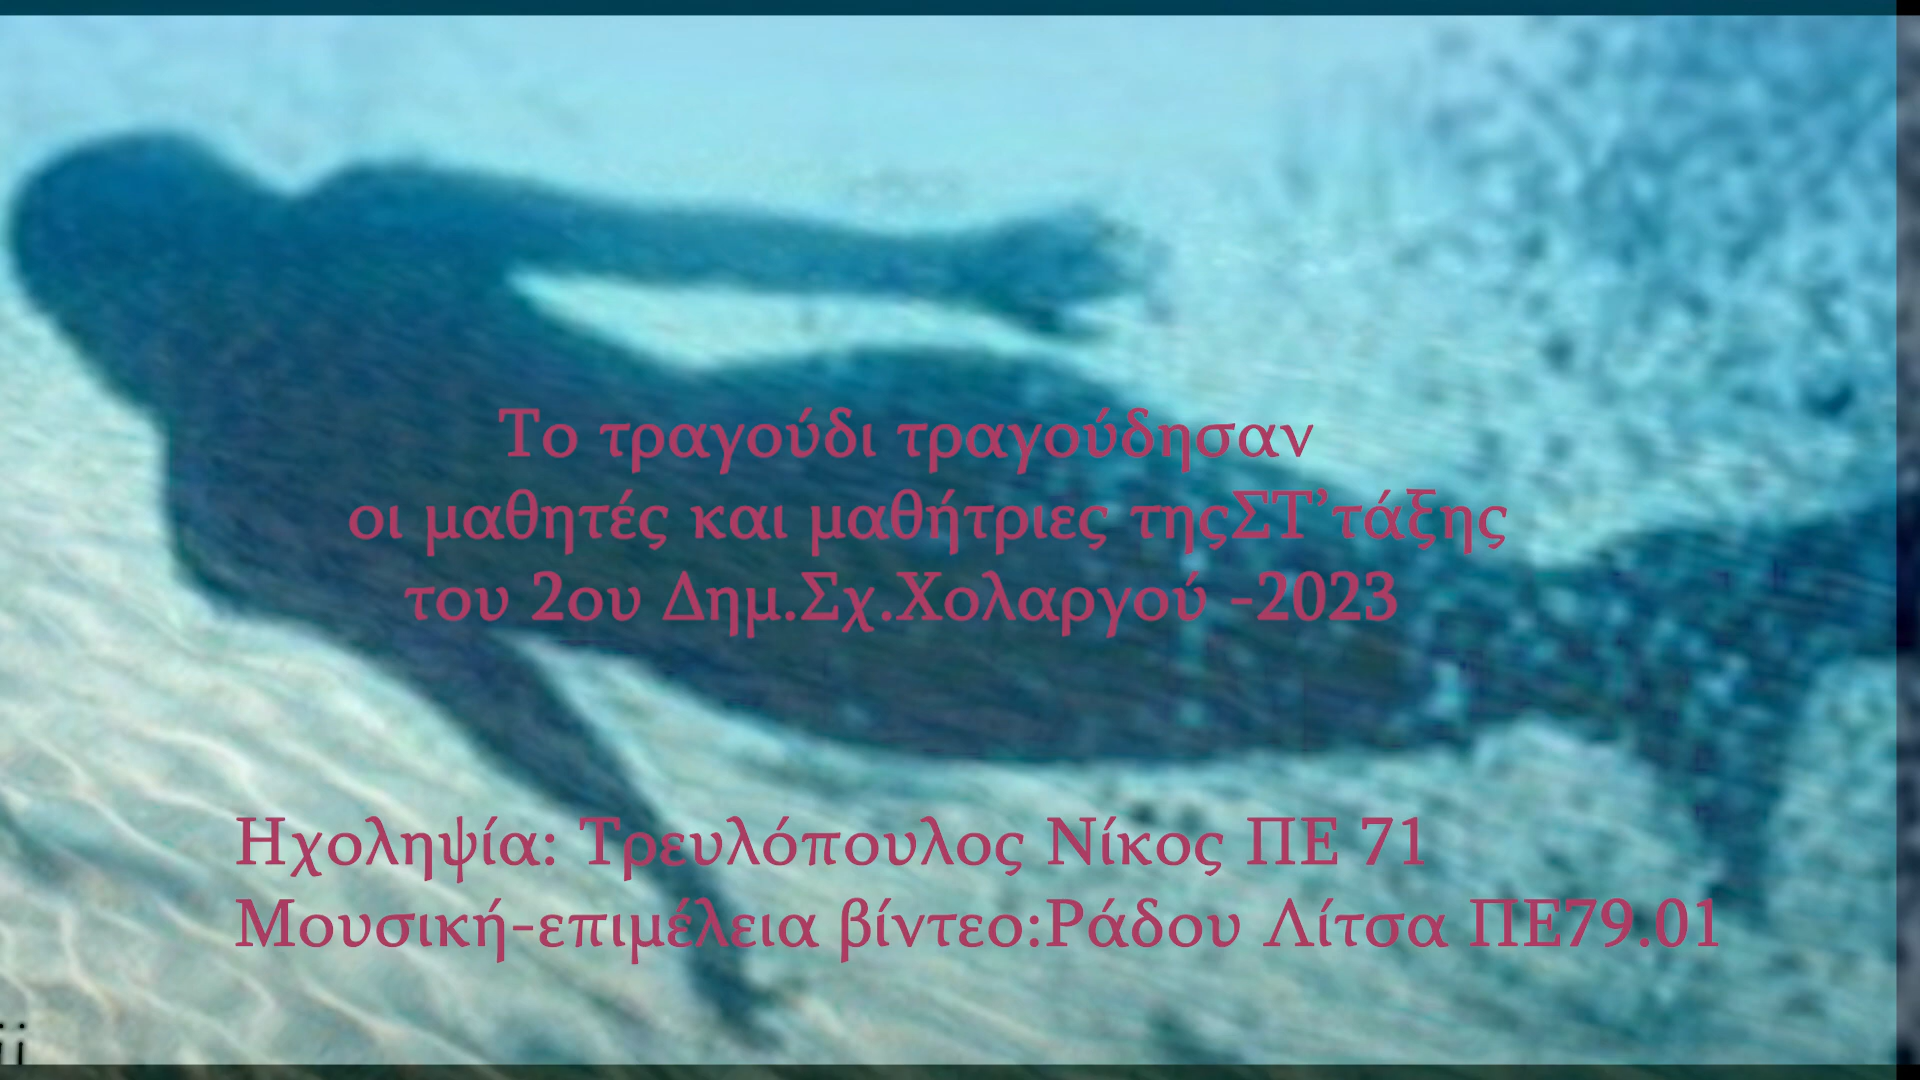 Το τραγούδι τραγούδησαν
οι μαθητές και μαθήτριες τηςΣΤ’τάξης
του 2ου Δημ.Σχ.Χολαργού -2023
Ηχοληψία: Τρευλόπουλος Νίκος ΠΕ 71
Μουσική-επιμέλεια βίντεο:Ράδου Λίτσα ΠΕ79.01